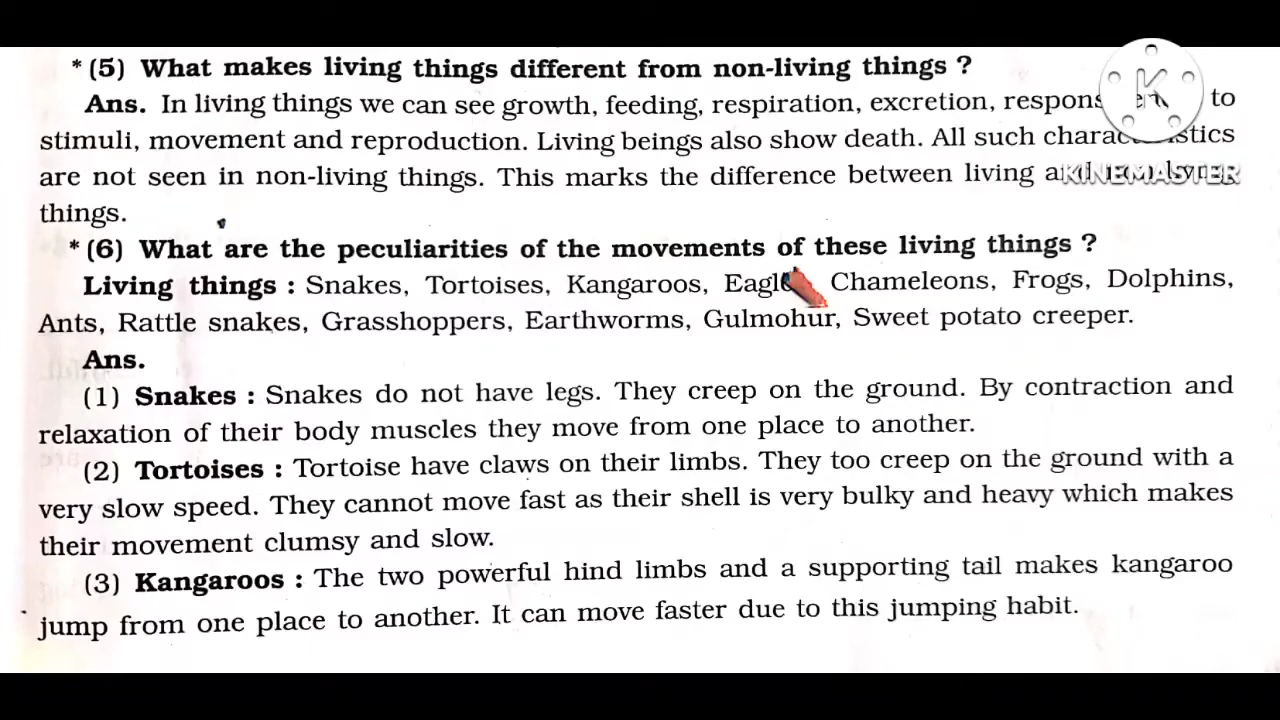 * (5) What makes living things different from non-living things ?
Ans. In living things we can see growth, feeding, respiration, excretion, to
stimuli, movement and reproduction. Living beings also show death. All such
are not seen in non-living things. This marks the difference between living
KINEMASTER
things.
* (6) What are the peculiarities of the movements of these living things ?
Living things : Snakes, Tortoises, Kangaroos, Chameleons, Frogs, Dolphins,
Ants, Rattle snakes, Grasshoppers, Earthworms, Gulmohur, Sweet potato creeper.
Ans.
(1) Snakes : Snakes do not have legs. They creep on the ground. By contraction and
relaxation of their body muscles they move from one place to another.
(2) Tortoises : Tortoise have claws on their limbs. They too creep on the ground with a
very slow speed. They cannot move fast as their shell is very bulky and heavy which makes
their movement clumsy and slow.
(3) Kangaroos : The two powerful hind limbs and a supporting tail makes kangaroo
jump from one place to another. It can move faster due to this jumping habit.